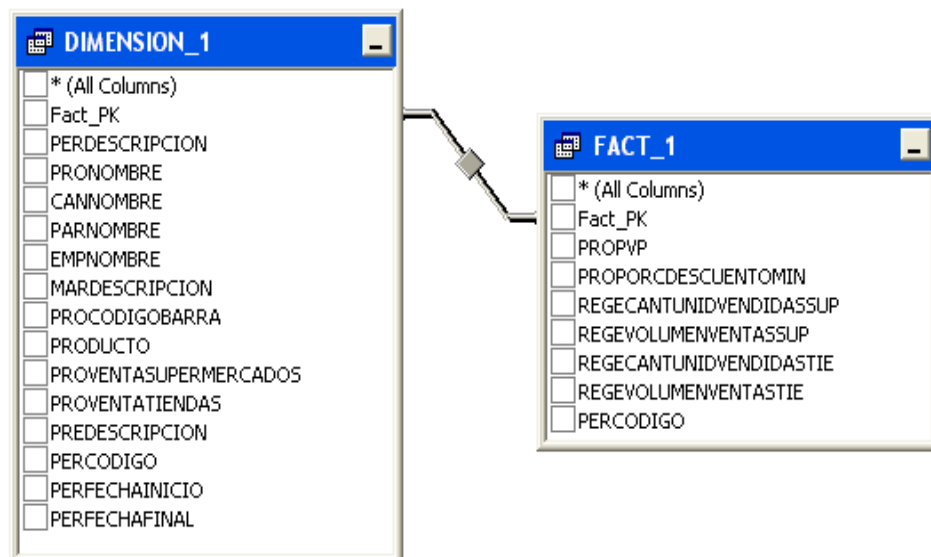 DIMENSION_1
* (All Columns)
Fact_PK
PERDESCRIPCION
PRONOMBRE
CANNOMBRE
PARNOMBRE
EMPNOMBRE
MARDESCRIPCION
PROCODIGOBARRA
PRODUCTO
PROVENTASUPERMERCADOS
PROVENTATIENDAS
PREDESCRIPCION
PERCODIGO
PERFECHAINICIO
PERFECHAFINAL
FACT_1
* (All Columns)
Fact_PK
PROPVP
PROPORCDESCUENTOMIN
REGECANTUNIDVENDIDASSUP
REGEVOLUMENVENTASSUP
REGECANTUNIDVENDIDASTIE
REGEVOLUMENVENTASTIE
PERCODIGO